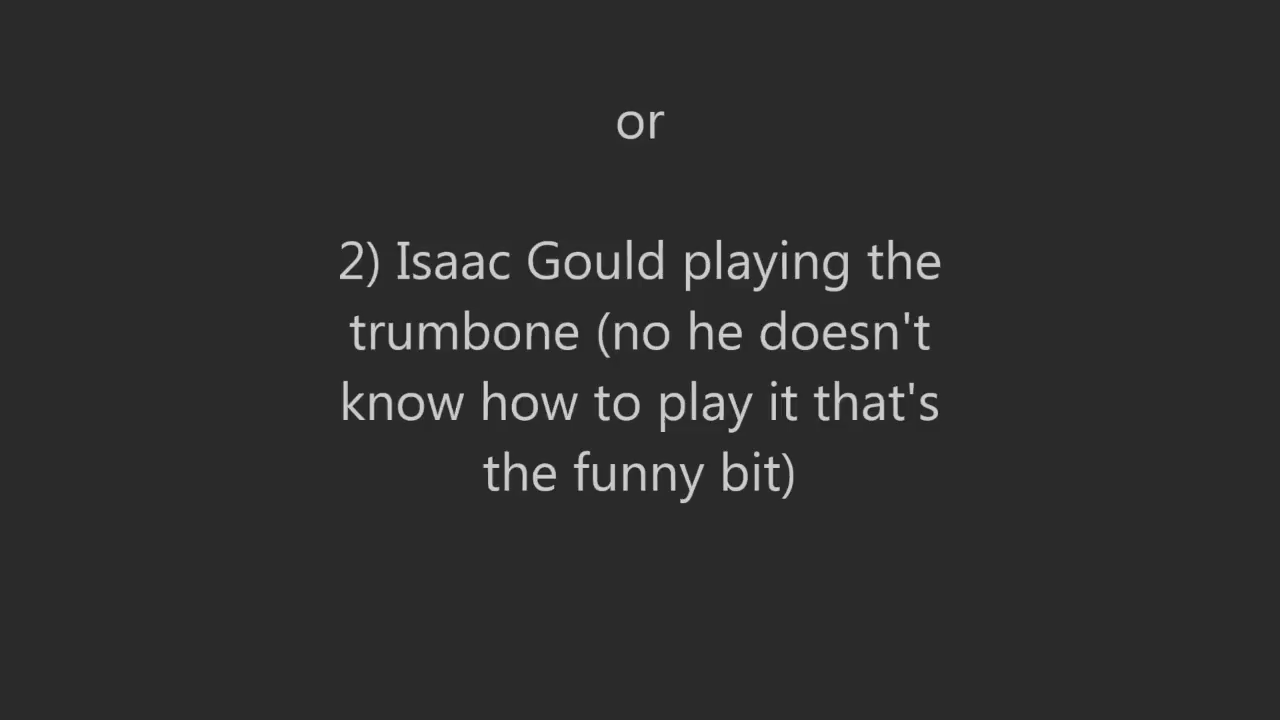 or
2) Isaac Gould playing the
trumbone (no he doesn't
know how to play it that's
the funny bit)